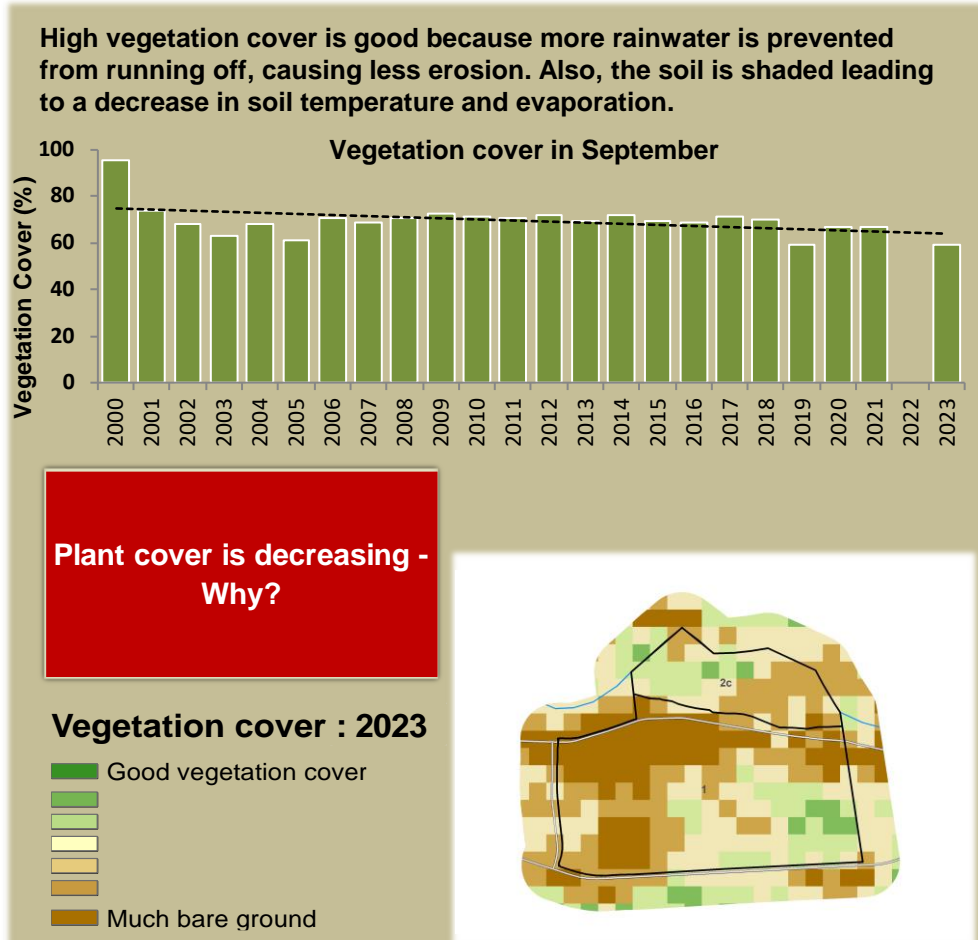 High vegetation cover is good because more rainwater is prevented
from running off, causing less erosion. Also, the soil is shaded leading
to a decrease in soil temperature and evaporation.
Vegetation cover in September
Vegetation Cover (%)
100
80
60
40
20
0
2000
2001
2002
2003
2004
2005
2006
2007
2008
2009
2010
2011
2012
2013
2014
2015
2016
2017
2018
2019
2020
2021
2022
2023
Plant cover is decreasing -
Why?
2c
1
Vegetation cover : 2023
Good vegetation cover
Much bare ground